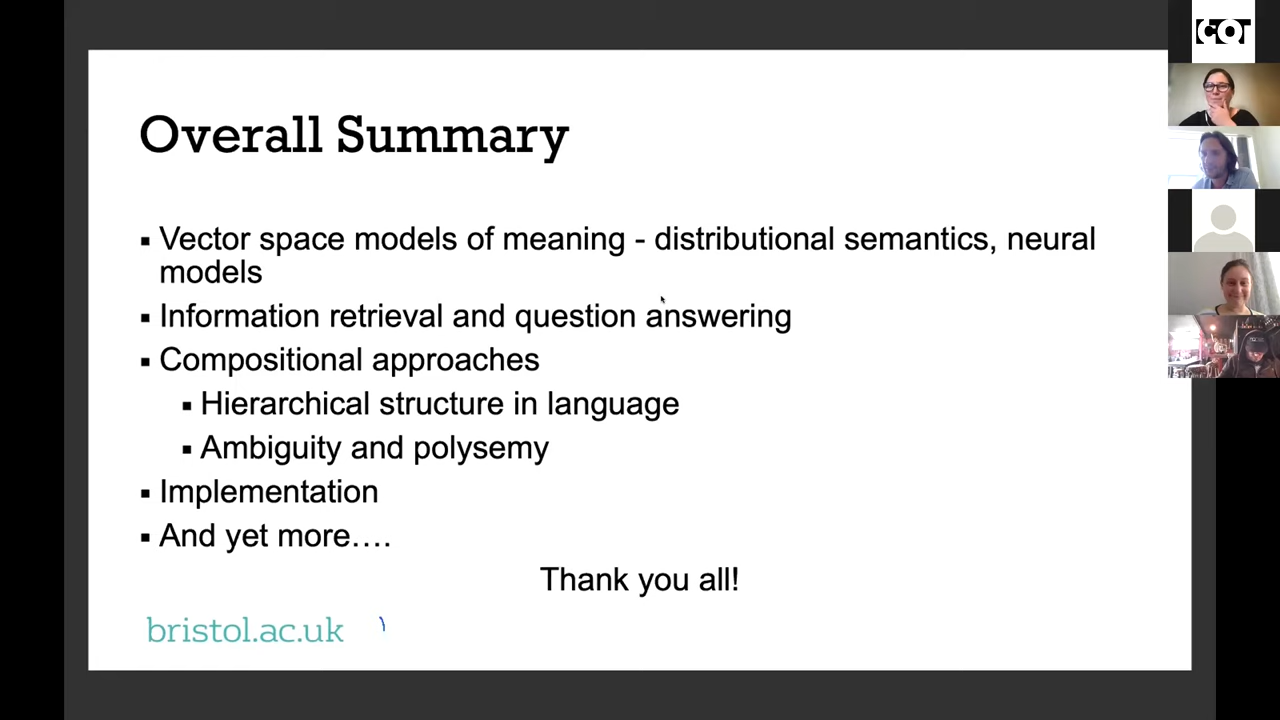 Overall Summary
Vector space models of meaning - distributional semantics, neural
models
Information retrieval and question answering
Compositional approaches
Hierarchical structure in language
Ambiguity and polysemy
Implementation
And yet more….
Thank you all!
bristol.ac.uk